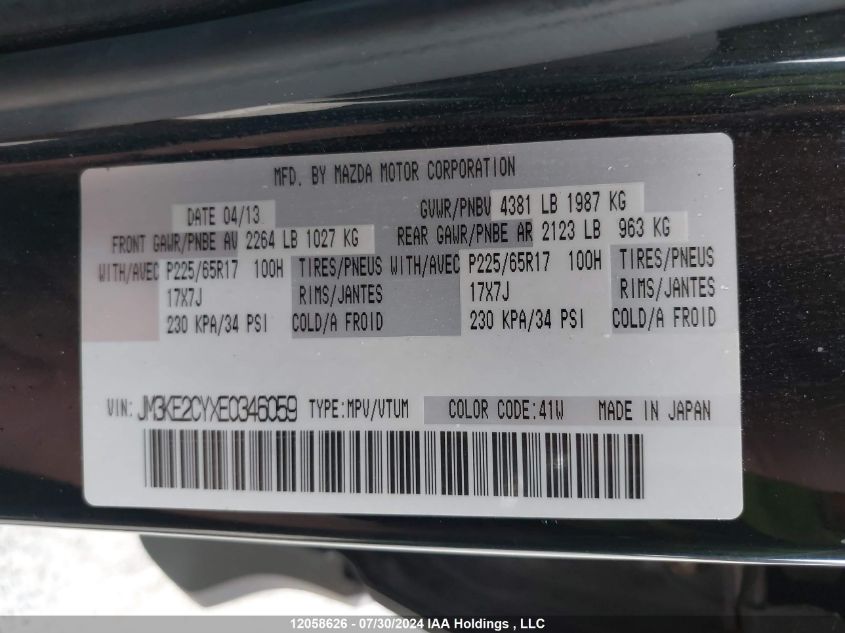 MFD. BY MAZDA MOTOR CORPORATION
DATE 04/13 GVWR/PNBV 4381 LB 1987 KG
FRONT GAWR/PNBE AV 2264 LB 1027 KG REAR GAWR/PNBE AR 2123 LB 963 KG
WITH/AVEC P225/65R17 100H TIRES/PNEUS WITH/AVEC P225/65R17 100H TIRES/PNEUS
17X7J RIMS/JANTES 17X7J RIMS/JANTES
230 KPA/34 PSI COLD/A FROID 230 KPA/34 PSI COLD/A FROID
VIN: JM3KE2CYXE0346059 TYPE:MPV/VTUM COLOR CODE:41W MADE IN JAPAN
12058626 - 07/30/2024 IAA Holdings , LLC